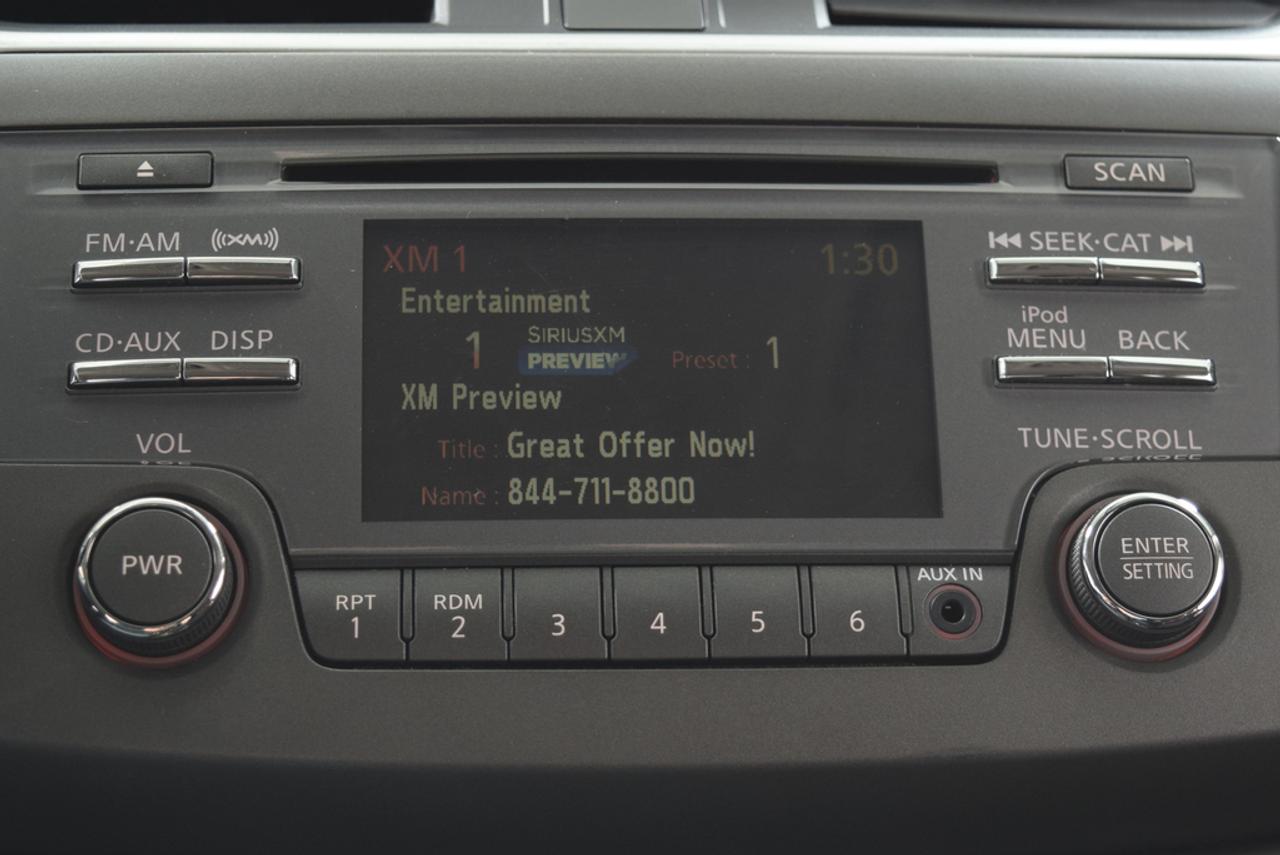 SCAN
FM·AM (((XM)))
SEEK·CAT
XM 1 1:30
Entertainment
1 SIRIUSXM PREVIEW Preset : 1
XM Preview
Title : Great Offer Now!
Name : 844-711-8800
CD·AUX DISP
iPod
MENU BACK
VOL
TUNE·SCROLL
PWR
ENTER
SETTING
RPT
1
RDM
2
3
4
5
6
AUX IN